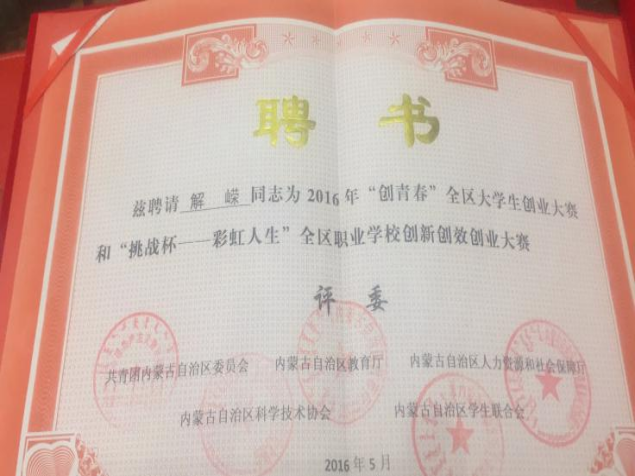 聘书
兹聘请 解 嵘 同志为 2016 年“创青春”全区大学生创业大赛
和“挑战杯——彩虹人生”全区职业学校创新创效创业大赛
评委
共青团内蒙古自治区委员会 内蒙古自治区教育厅 内蒙古自治区人力资源和社会保障厅
内蒙古自治区科学技术协会 内蒙古自治区学生联合会
2016 年 5 月